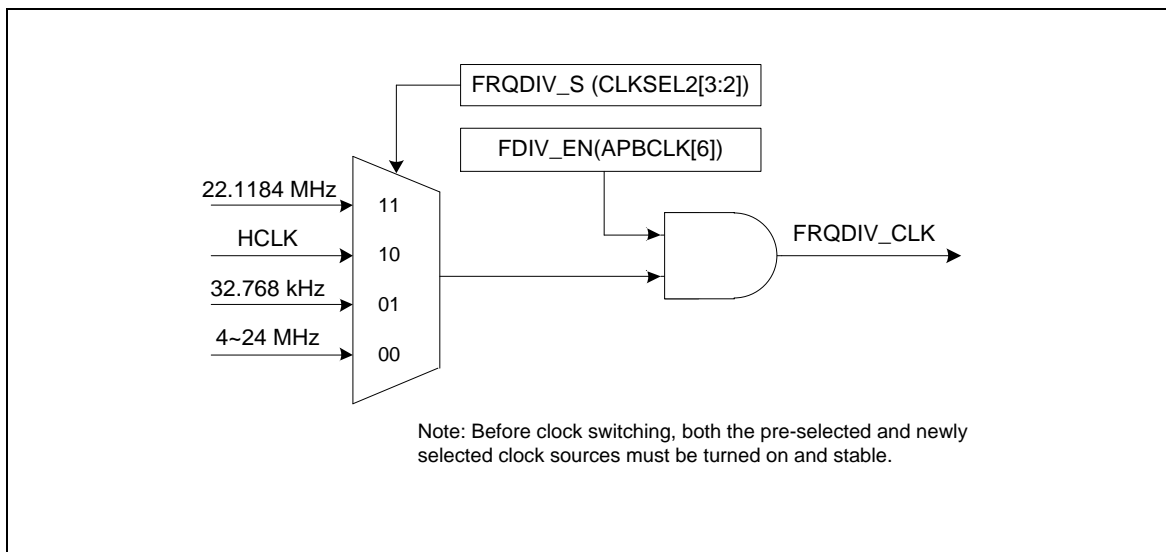 FRQDIV_S (CLKSEL2[3:2])
FDIV_EN(APBCLK[6])
22.1184 MHz
11
HCLK
10
32.768 kHz
01
4~24 MHz
00
FRQDIV_CLK
Note: Before clock switching, both the pre-selected and newly
selected clock sources must be turned on and stable.